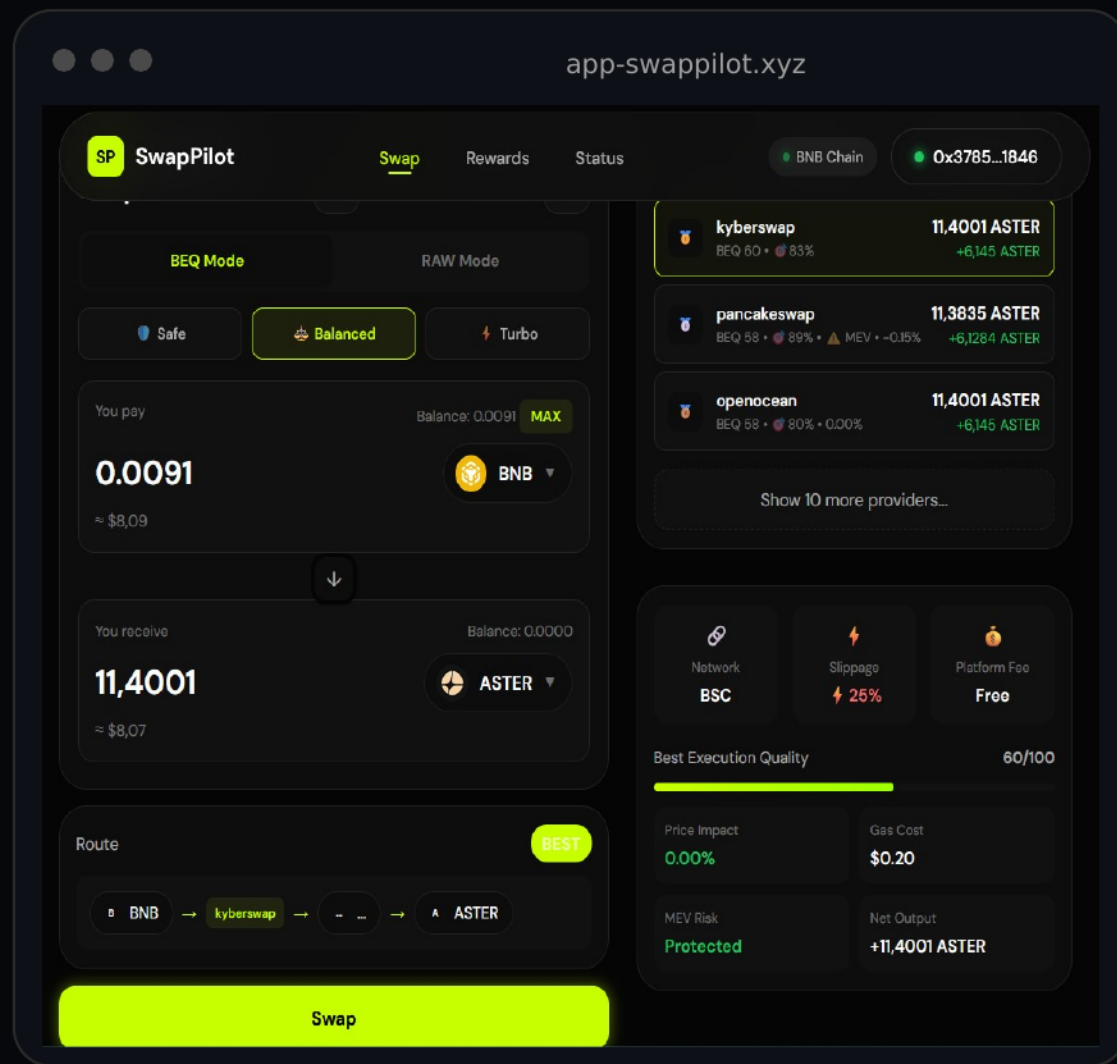 app-swappilot.xyz
SP SwapPilot
Swap Rewards Status
BNB Chain
0x3785...1846
BEQ Mode RAW Mode
Safe Balanced Turbo
You pay
Balance: 0.0091 MAX
0.0091
BNB
≈ $8,09
You receive
Balance: 0.0000
11,4001
ASTER
≈ $8,07
Route
BEST
BNB → kyberswap → .. ... → A ASTER
Swap
kyberswap 11,4001 ASTER
BEQ 60 • 83% +6,145 ASTER
pancakeswap 11,3835 ASTER
BEQ 58 • 89% • MEV • -0.15% +6,1284 ASTER
openocean 11,4001 ASTER
BEQ 58 • 80% • 0.00% +6,145 ASTER
Show 10 more providers...
Network Slippage Platform Fee
BSC 25% Free
Best Execution Quality 60/100
Price Impact Gas Cost
0.00% $0.20
MEV Risk Net Output
Protected +11,4001 ASTER